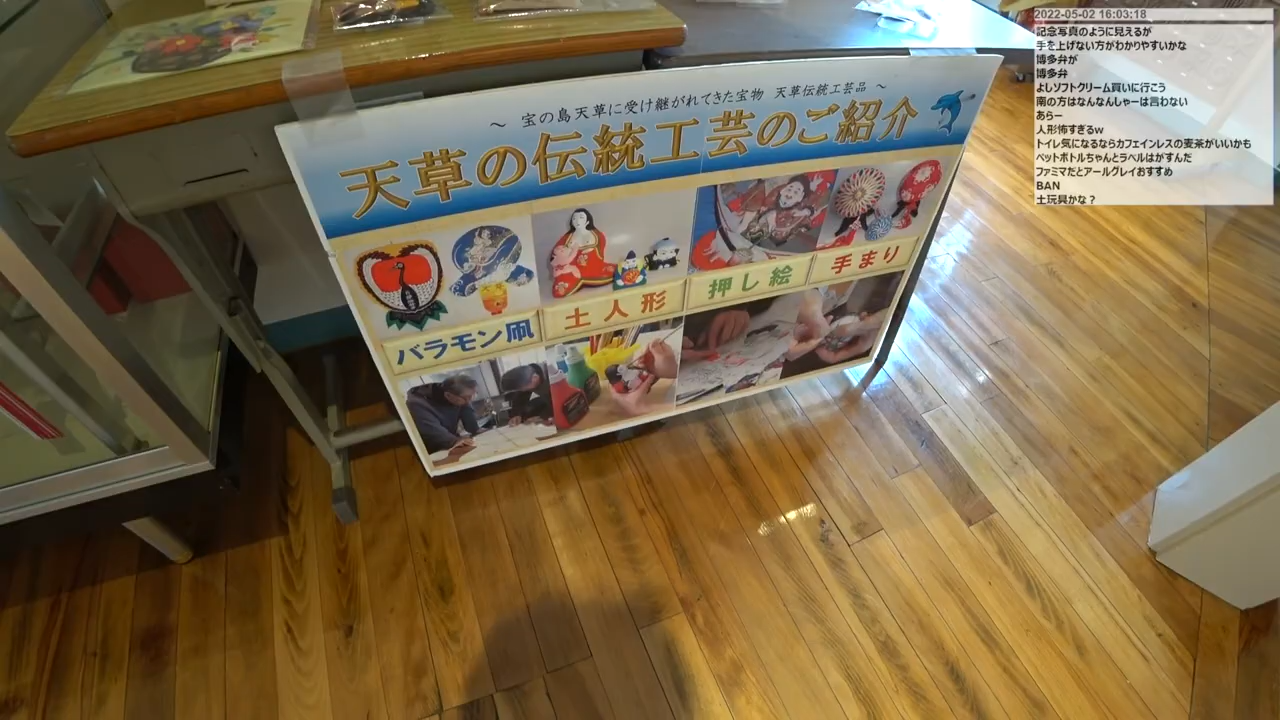 ～ 宝の島天草に受け継がれてきた宝物 天草伝統工芸品 ～
天草の伝統工芸のご紹介
バラモン凧
土人形
押し絵
手まり
2022-05-02 16:03:18
記念写真のように見えるが
手を上げない方がわかりやすいかな
博多弁が
博多弁
よしソフトクリーム買いに行こう
南の方はなんなんしゃーは言わない
あらー
人形怖すぎるw
トイレ気になるならカフェインレスの麦茶がいいかも
ペットボトルちゃんとラベルはがすんだ
ファミマだとアールグレイおすすめ
BAN
土玩具かな？